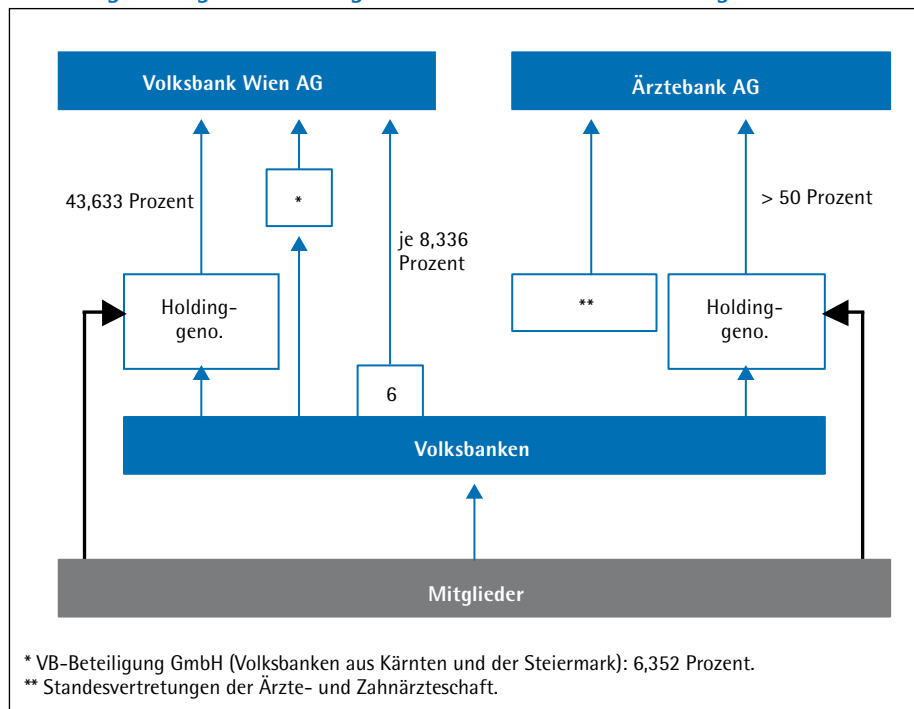 Volksbank Wien AG
Ärztebank AG
43,633 Prozent
*
je 8,336
Prozent
> 50 Prozent
Holding-
geno.
**
Holding-
geno.
6
Volksbanken
Mitglieder
* VB-Beteiligung GmbH (Volksbanken aus Kärnten und der Steiermark): 6,352 Prozent.
** Standesvertretungen der Ärzte- und Zahnärzteschaft.